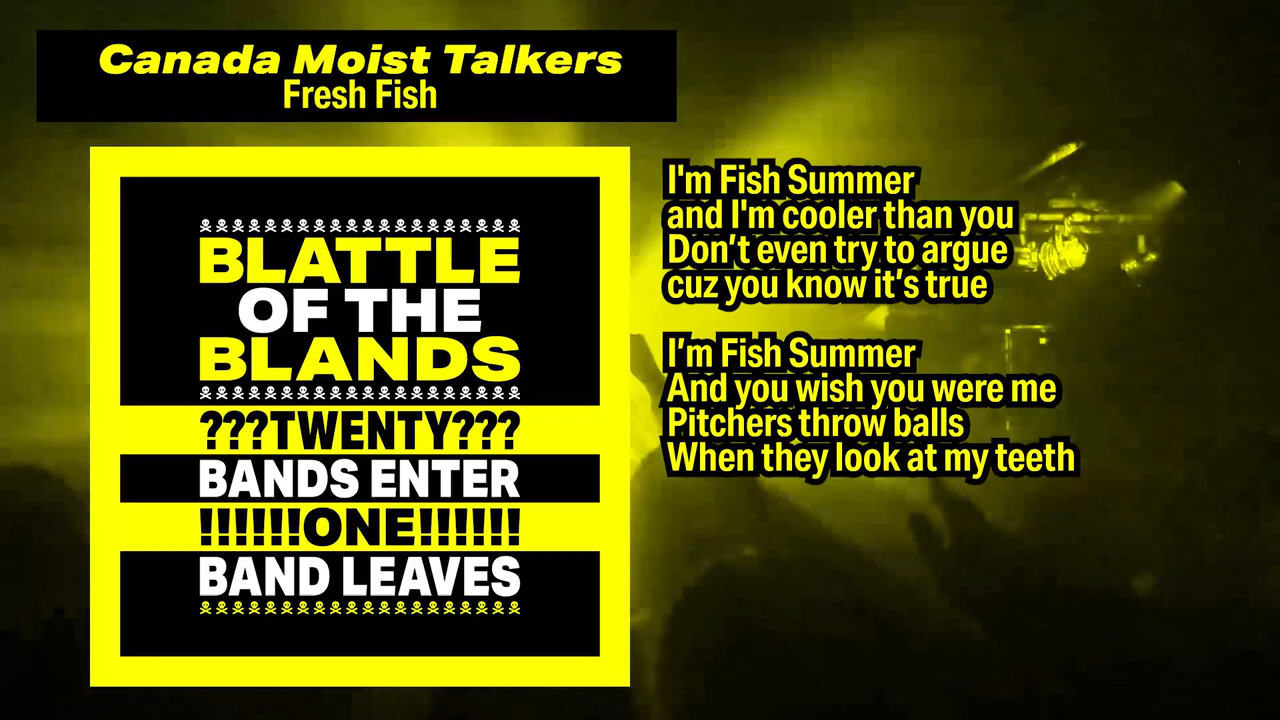 Canada Moist Talkers
Fresh Fish
BLATTLE
OF THE
BLANDS
???TWENTY???
BANDS ENTER
!!!!!!ONE!!!!!!
BAND LEAVES
I'm Fish Summer
and I'm cooler than you
Don’t even try to argue
cuz you know it’s true
I’m Fish Summer
And you wish you were me
Pitchers throw balls
When they look at my teeth